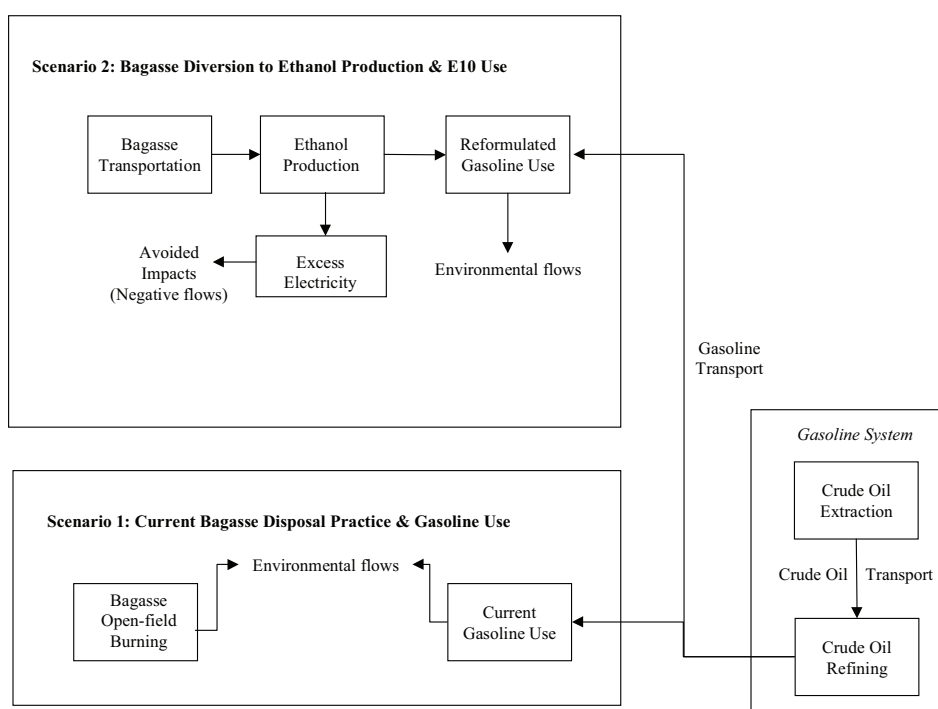 Scenario 2: Bagasse Diversion to Ethanol Production & E10 Use
Bagasse
Transportation
Ethanol
Production
Reformulated
Gasoline Use
Avoided
Impacts
(Negative flows)
Excess
Electricity
Environmental flows
Gasoline
Transport
Gasoline System
Crude Oil
Extraction
Crude Oil Transport
Crude Oil
Refining
Scenario 1: Current Bagasse Disposal Practice & Gasoline Use
Environmental flows
Bagasse
Open-field
Burning
Current
Gasoline Use